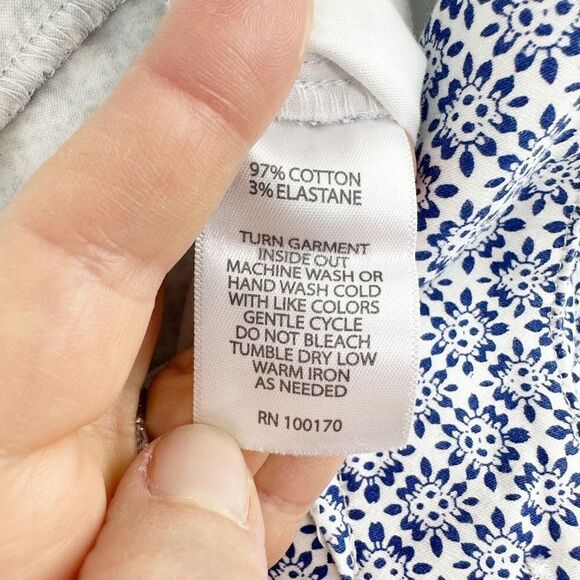 97% COTTON
3% ELASTANE
TURN GARMENT
INSIDE OUT
MACHINE WASH OR
HAND WASH COLD
WITH LIKE COLORS
GENTLE CYCLE
DO NOT BLEACH
TUMBLE DRY LOW
WARM IRON
AS NEEDED
RN 100170